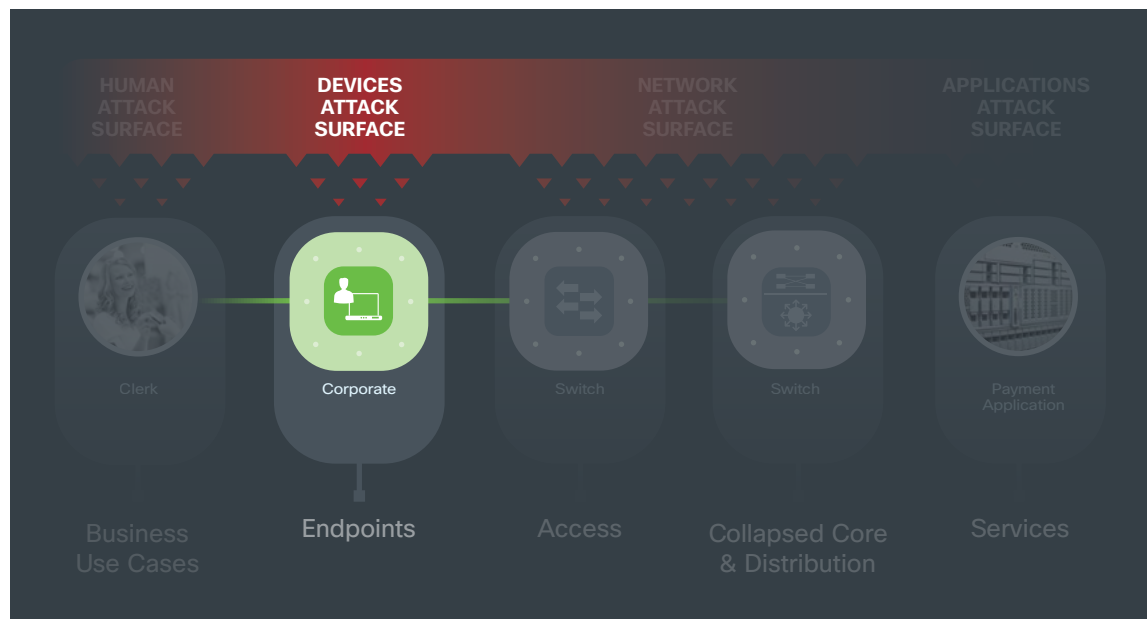 HUMAN
ATTACK
SURFACE
DEVICES
ATTACK
SURFACE
NETWORK
ATTACK
SURFACE
APPLICATIONS
ATTACK
SURFACE
Clerk
Corporate
Switch
Switch
Payment
Application
Business
Use Cases
Endpoints
Access
Collapsed Core
& Distribution
Services